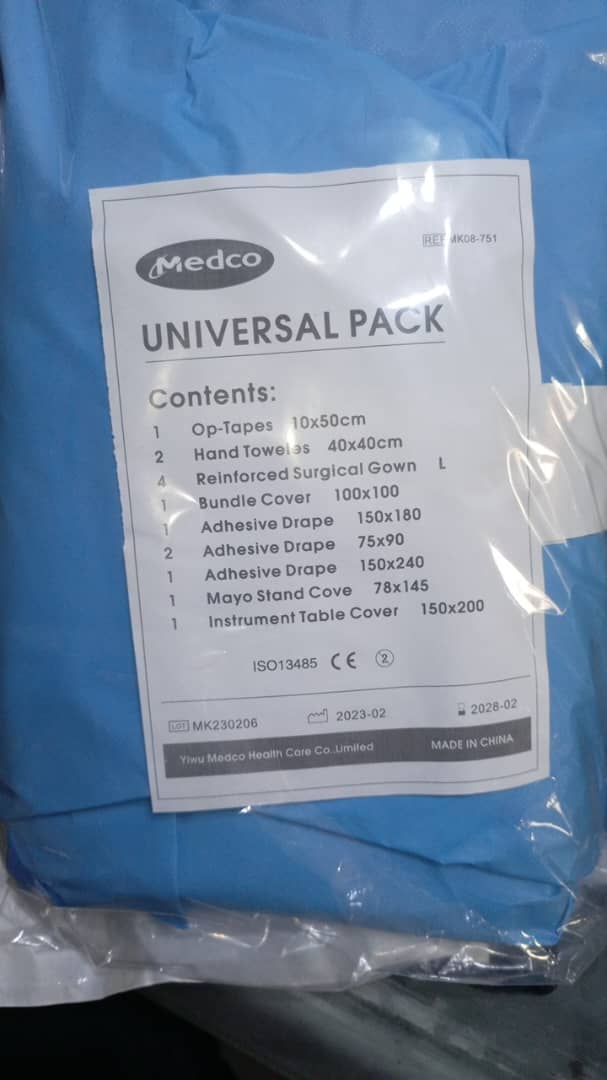 Medco
REF MK08-751
UNIVERSAL PACK
Contents:
1 Op-Tapes 10x50cm
2 Hand Toweles 40x40cm
4 Reinforced Surgical Gown L
1 Bundle Cover 100x100
1 Adhesive Drape 150x180
2 Adhesive Drape 75x90
1 Adhesive Drape 150x240
1 Mayo Stand Cove 78x145
1 Instrument Table Cover 150x200
ISO13485 CE 2
LOT MK230206 2023-02 2028-02
Yiwu Medco Health Care Co.,Limited MADE IN CHINA